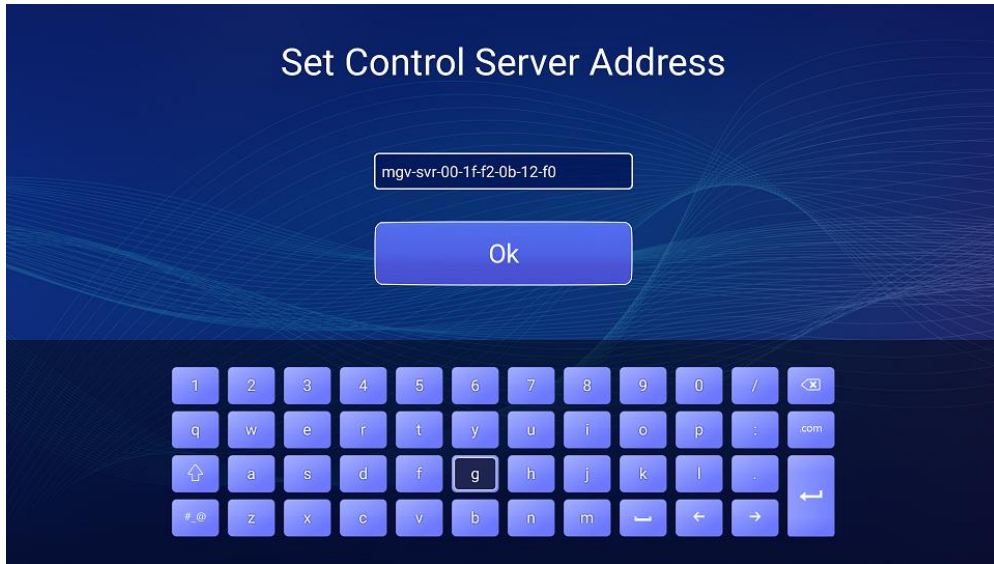 Set Control Server Address
mgv-svr-00-1f-f2-0b-12-f0
Ok
1 2 3 4 5 6 7 8 9 0 /
q w e r t y u i o p : .com
a s d f g h j k l .
#_@ z x c v b n m